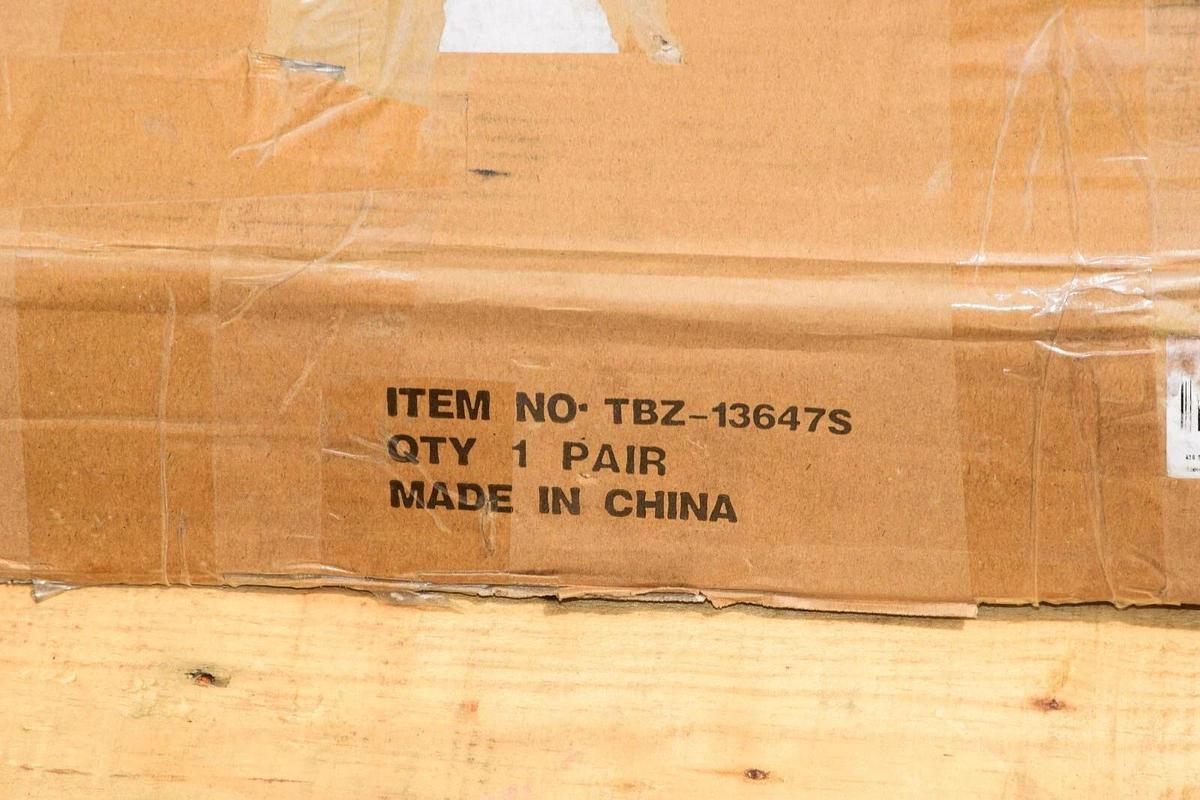 ITEM NO. TBZ-13647S
QTY 1 PAIR
MADE IN CHINA